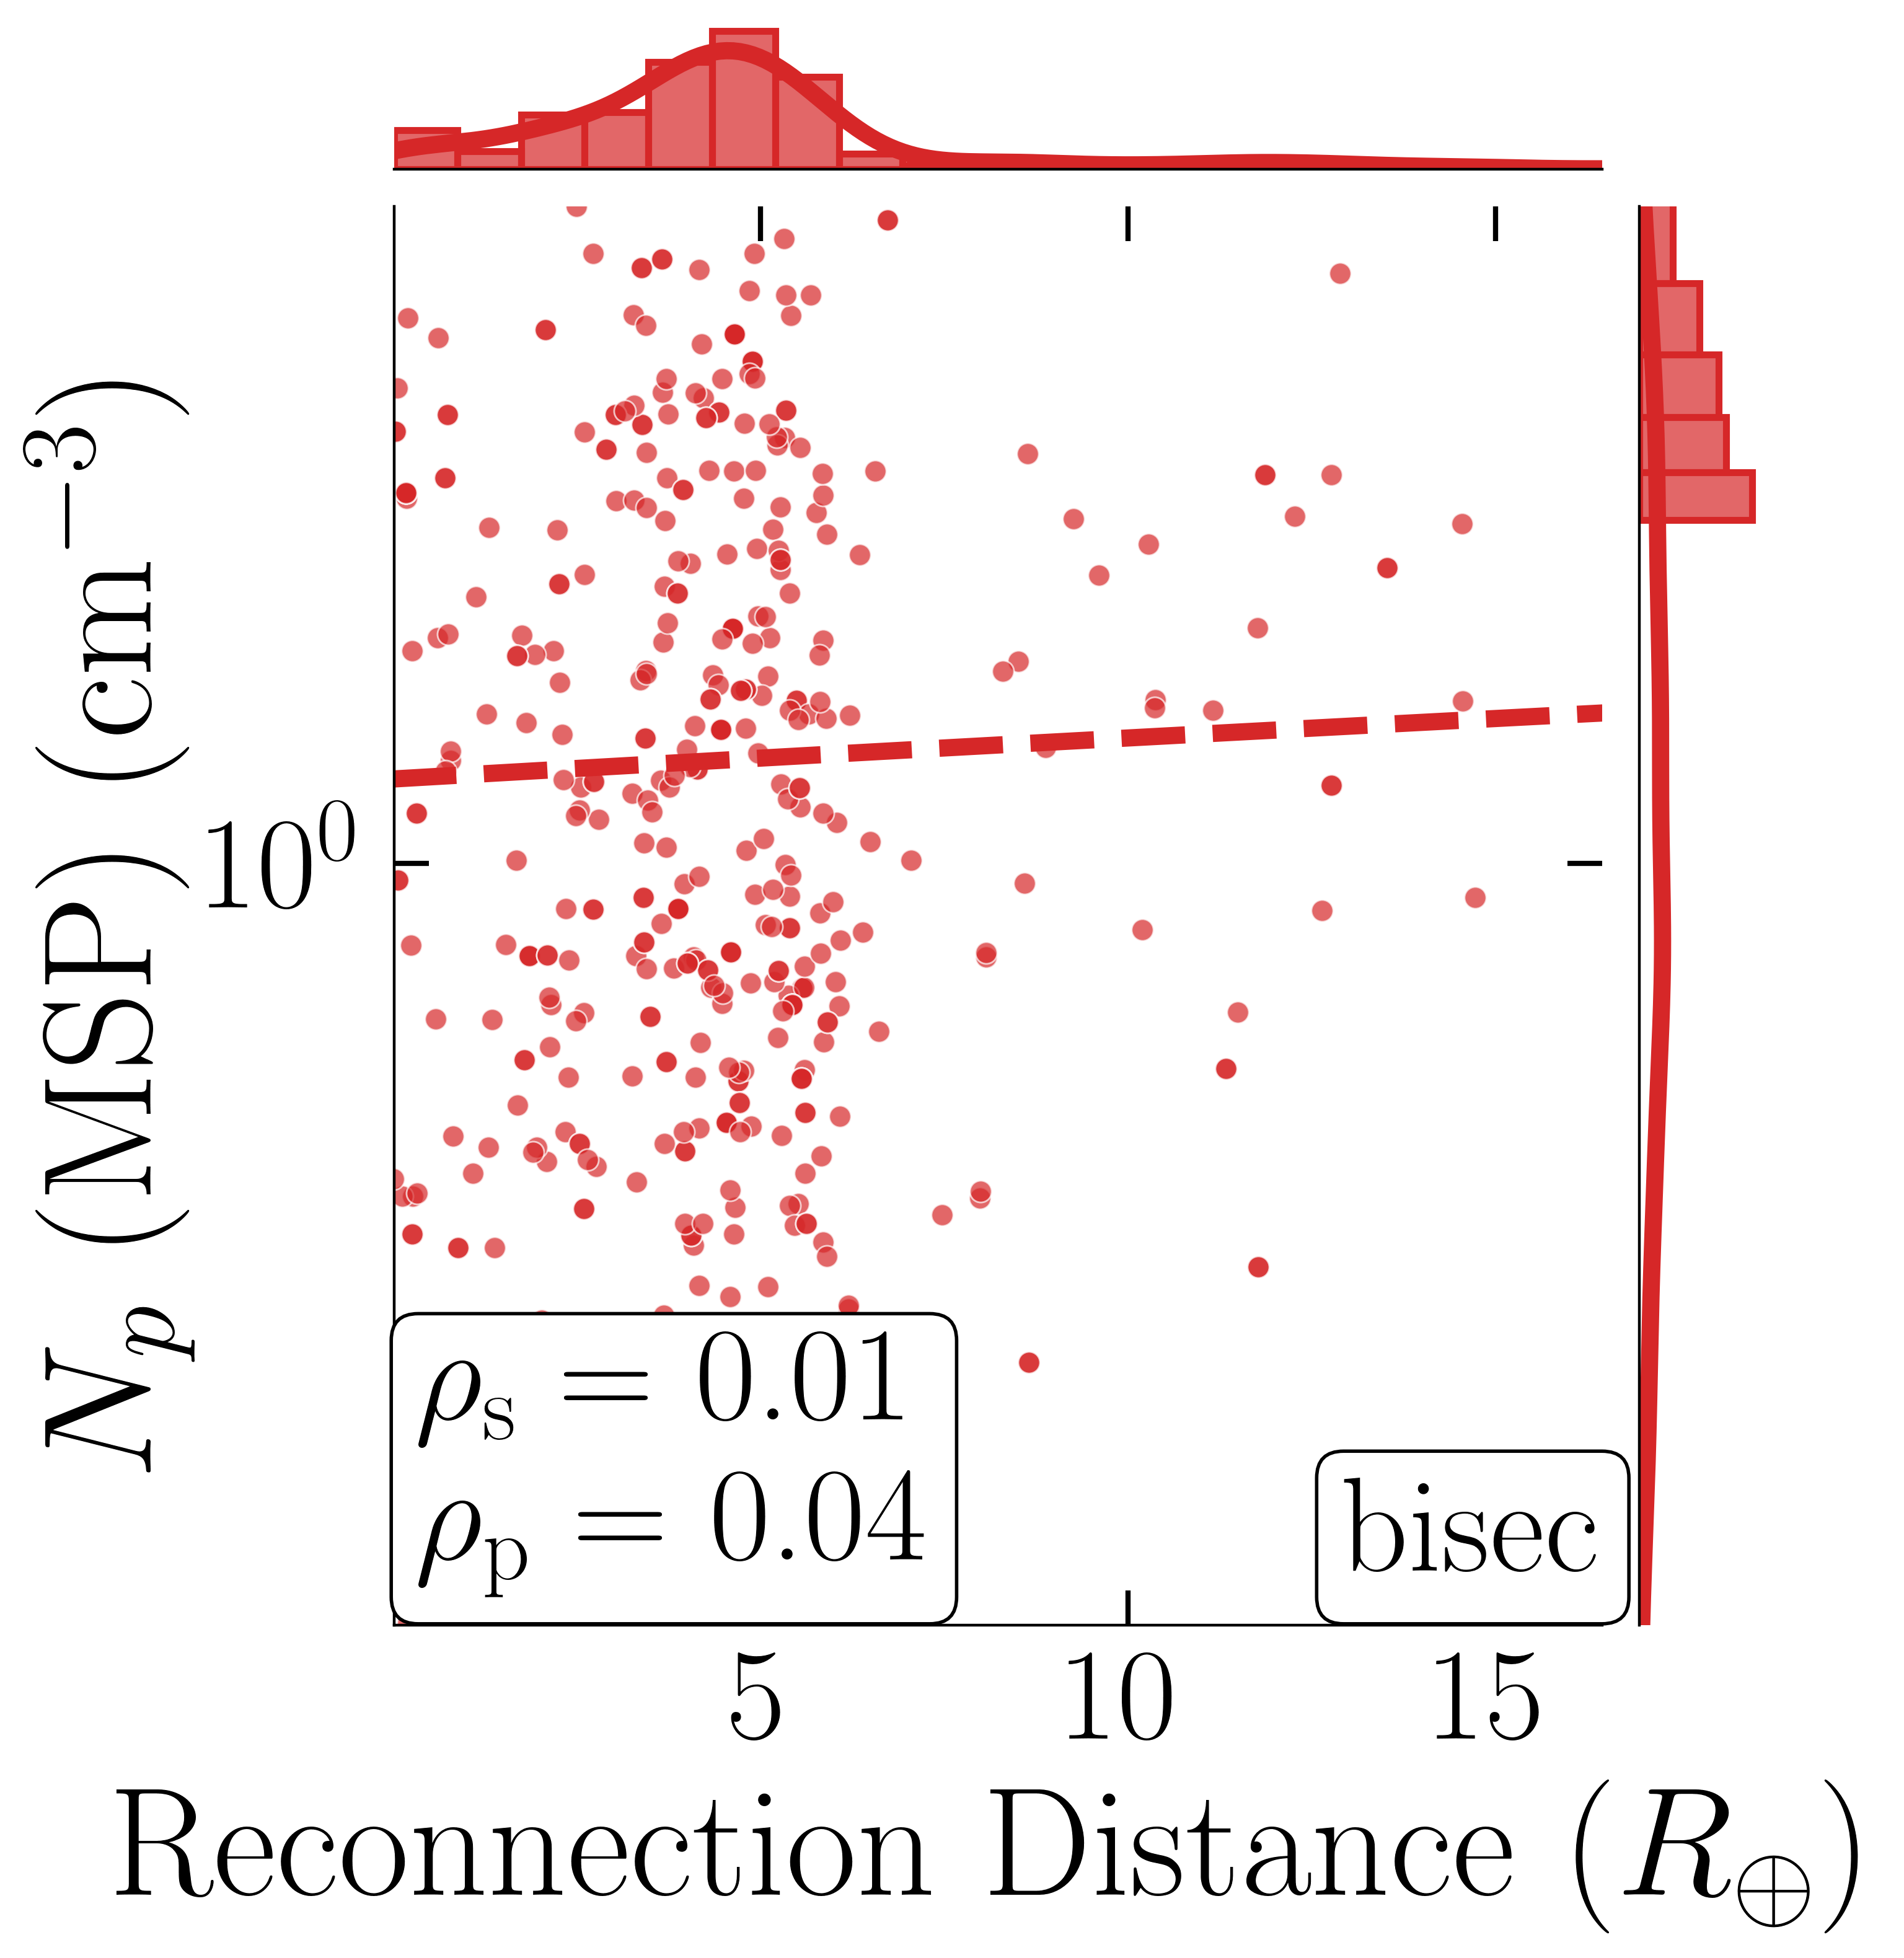 N_p (MSP) (cm^{-3})
10^0
ρ_s = 0.01
ρ_p = 0.04
bisec
5 10 15
Reconnection Distance (R_⊕)